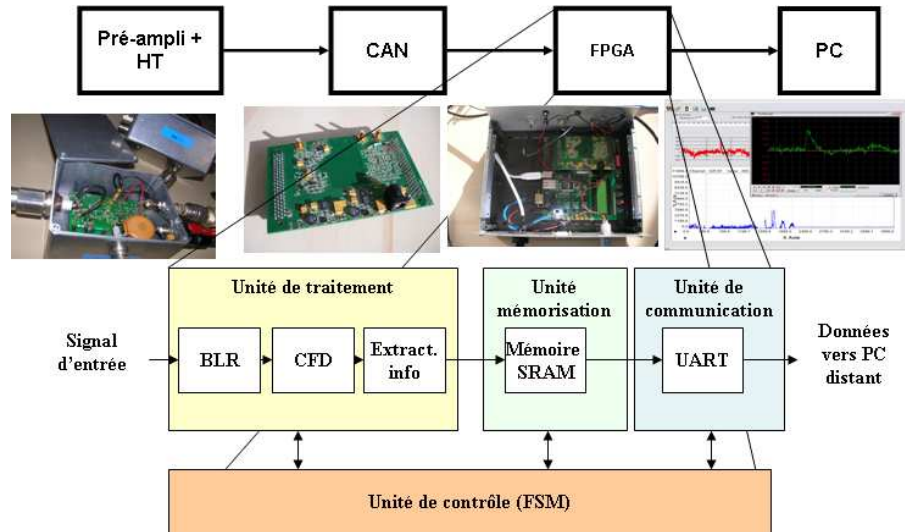 Pré-ampli +
HT
CAN
FPGA
PC
Unité de traitement
Unité
mémorisation
Unité de
communication
Signal
d'entrée
BLR
CFD
Extract.
info
Mémoire
SRAM
UART
Données
vers PC
distant
Unité de contrôle (FSM)